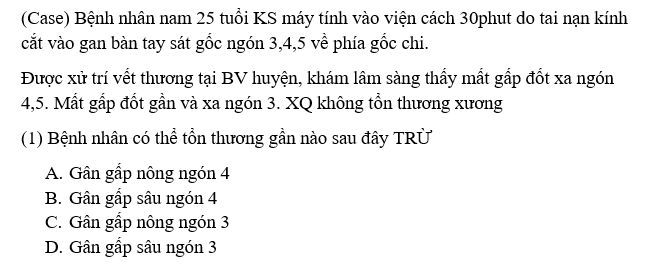 (Case) Bệnh nhân nam 25 tuổi KS máy tính vào viện cách 30phut do tai nạn kính
cắt vào gan bàn tay sát gốc ngón 3,4,5 về phía gốc chi.
Được xử trí vết thương tại BV huyện, khám lâm sàng thấy mất gấp đốt xa ngón
4,5. Mất gấp đốt gần và xa ngón 3. XQ không tổn thương xương
(1) Bệnh nhân có thể tổn thương gần nào sau đây TRỪ
A. Gân gấp nông ngón 4
B. Gân gấp sâu ngón 4
C. Gân gấp nông ngón 3
D. Gân gấp sâu ngón 3